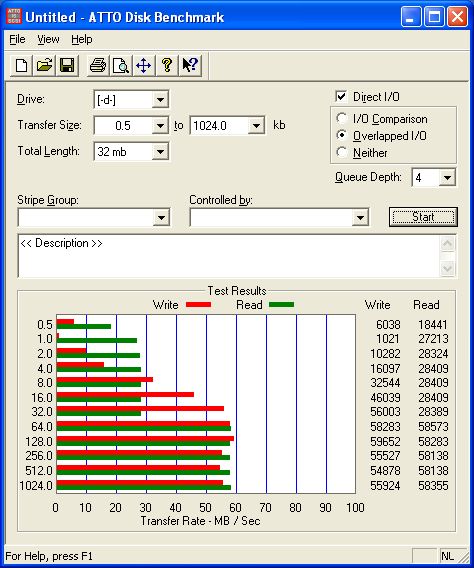 Untitled - ATTO Disk Benchmark
File View Help
Drive: [-d-] Direct I/O
Transfer Size: 0.5 to 1024.0 kb I/O Comparison
Overlapped I/O
Total Length: 32 mb Neither
Queue Depth: 4
Stripe Group: Controlled by: Start
<< Description >>
Test Results
Write Read Write Read
0.5 6038 18441
1.0 1021 27213
2.0 10282 28324
4.0 16097 28409
8.0 32544 28409
16.0 46039 28409
32.0 56003 28389
64.0 58283 58573
128.0 59652 58283
256.0 55527 58138
512.0 54878 58138
1024.0 55924 58355
0 10 20 30 40 50 60 70 80 90 100
Transfer Rate - MB / Sec
For Help, press F1 NL